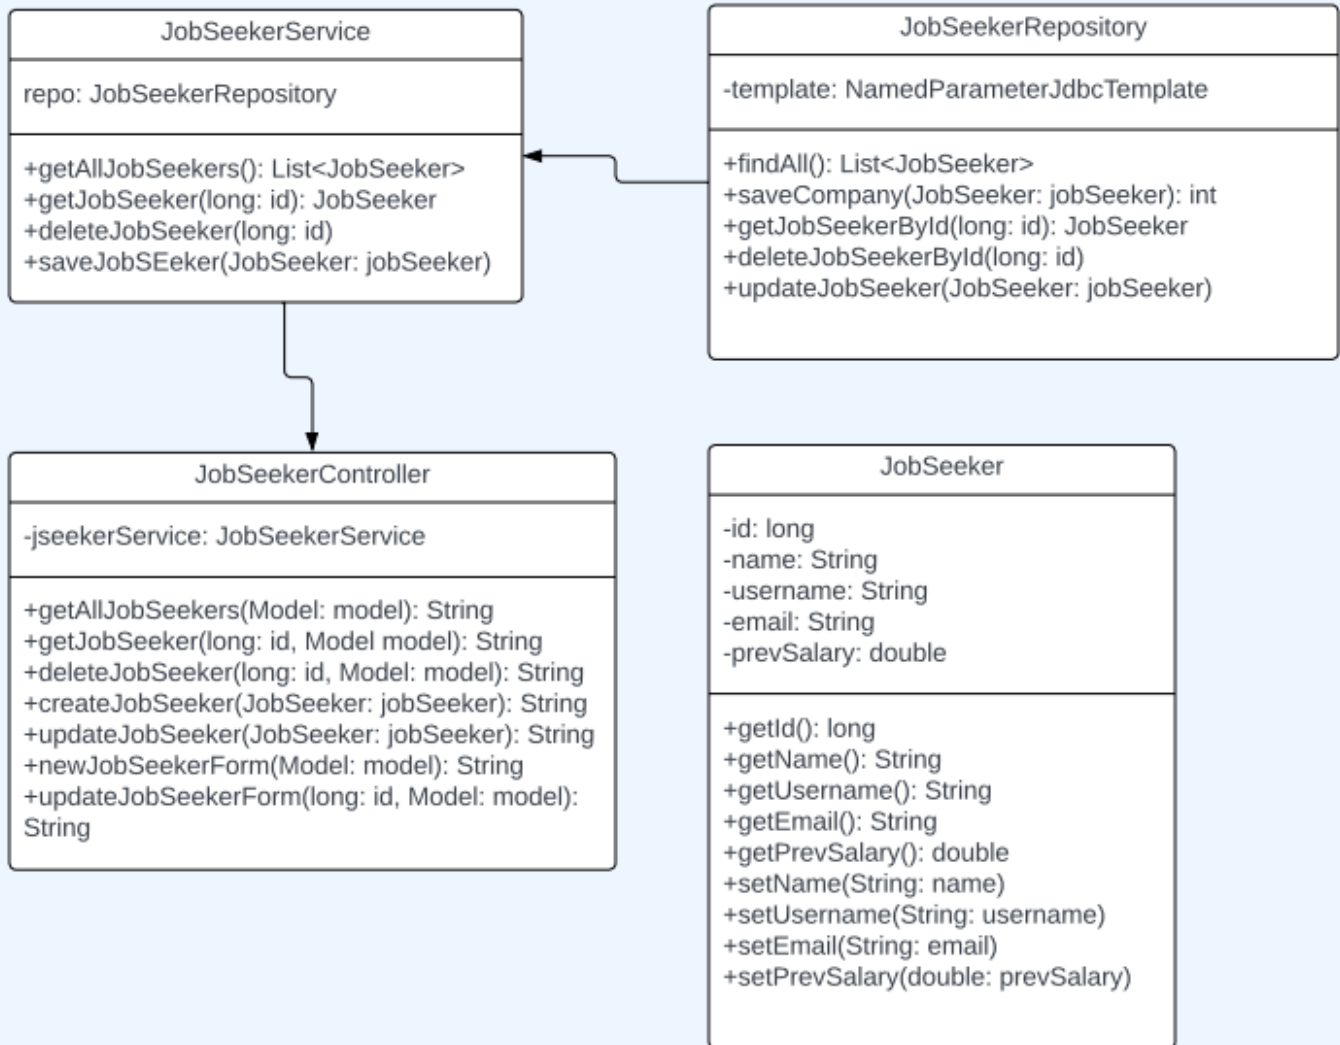 JobSeekerService
repo: JobSeekerRepository
+getAllJobSeekers(): List<JobSeeker>
+getJobSeeker(long: id): JobSeeker
+deleteJobSeeker(long: id)
+saveJobSEeker(JobSeeker: jobSeeker)
JobSeekerRepository
-template: NamedParameterJdbcTemplate
+findAll(): List<JobSeeker>
+saveCompany(JobSeeker: jobSeeker): int
+getJobSeekerById(long: id): JobSeeker
+deleteJobSeekerById(long: id)
+updateJobSeeker(JobSeeker: jobSeeker)
JobSeekerController
-jseekerService: JobSeekerService
+getAllJobSeekers(Model: model): String
+getJobSeeker(long: id, Model model): String
+deleteJobSeeker(long: id, Model: model): String
+createJobSeeker(JobSeeker: jobSeeker): String
+updateJobSeeker(JobSeeker: jobSeeker): String
+newJobSeekerForm(Model: model): String
+updateJobSeekerForm(long: id, Model: model):
String
JobSeeker
-id: long
-name: String
-username: String
-email: String
-prevSalary: double
+getId(): long
+getName(): String
+getUsername(): String
+getEmail(): String
+getPrevSalary(): double
+setName(String: name)
+setUsername(String: username)
+setEmail(String: email)
+setPrevSalary(double: prevSalary)